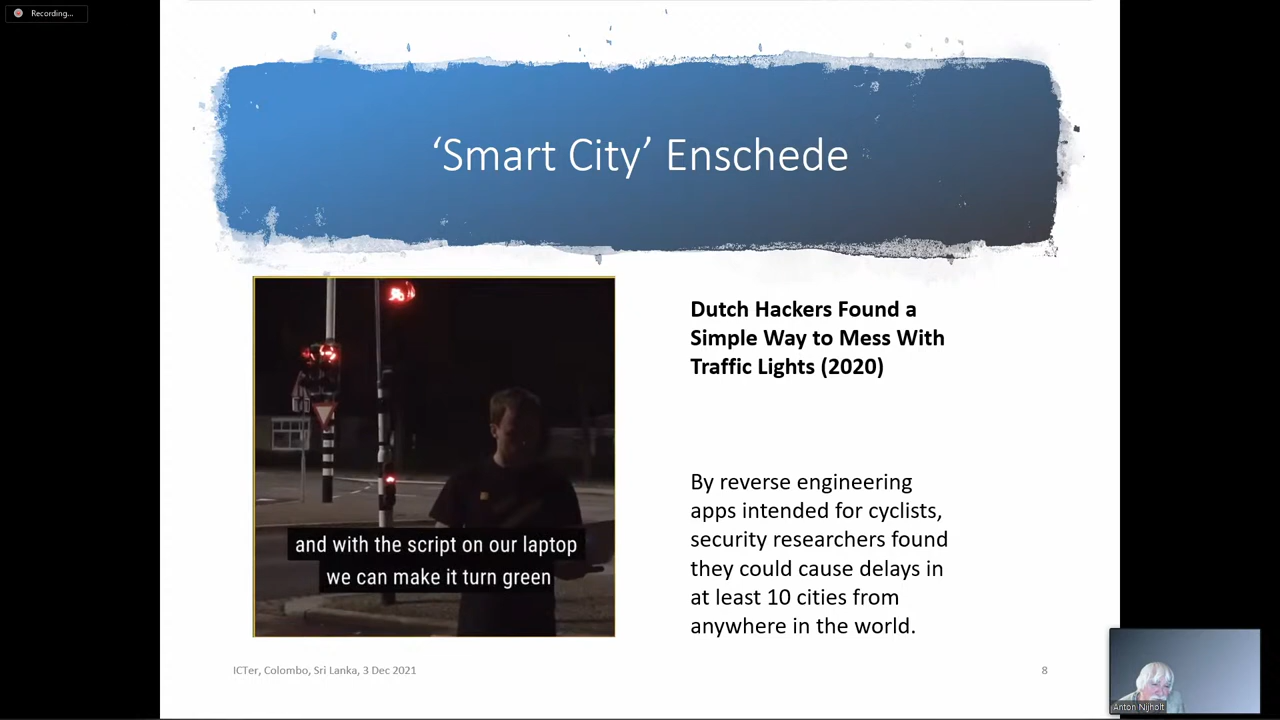 Recording...
‘Smart City’ Enschede
Dutch Hackers Found a
Simple Way to Mess With
Traffic Lights (2020)
and with the script on our laptop
we can make it turn green
By reverse engineering
apps intended for cyclists,
security researchers found
they could cause delays in
at least 10 cities from
anywhere in the world.
ICTer, Colombo, Sri Lanka, 3 Dec 2021
8
Anton Nijholt